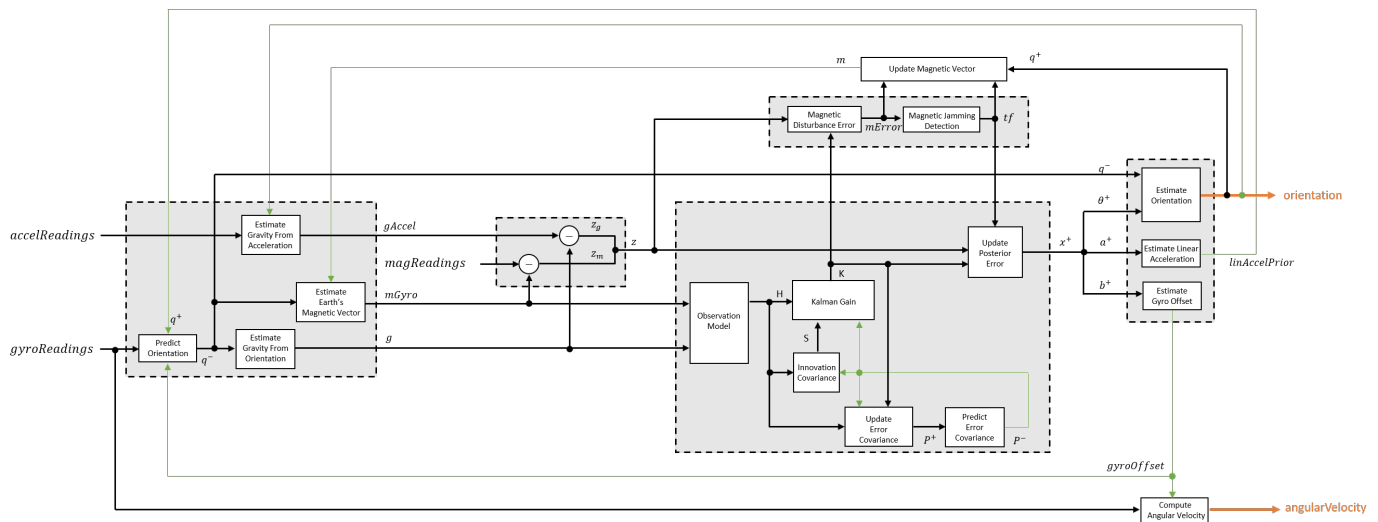 m
Update Magnetic Vector
q⁺
Magnetic
Disturbance Error
mError
Magnetic Jamming
Detection
tf
q⁻
Estimate
Orientation
orientation
θ⁺
accelReadings
Estimate
Gravity From
Acceleration
gAccel
z_g
−
z
z_m
−
magReadings
Update
Posterior
Error
x⁺
a⁺
Estimate Linear
Acceleration
linAccelPrior
K
Estimate
Earth's
Magnetic Vector
mGyro
Observation
Model
H
Kalman Gain
b⁺
Estimate
Gyro Offset
q⁺
gyroReadings
Predict
Orientation
q⁻
Estimate
Gravity From
Orientation
g
S
Innovation
Covariance
Update
Error
Covariance
P⁺
Predict
Error
Covariance
P⁻
gyroOffset
Compute
Angular Velocity
angularVelocity